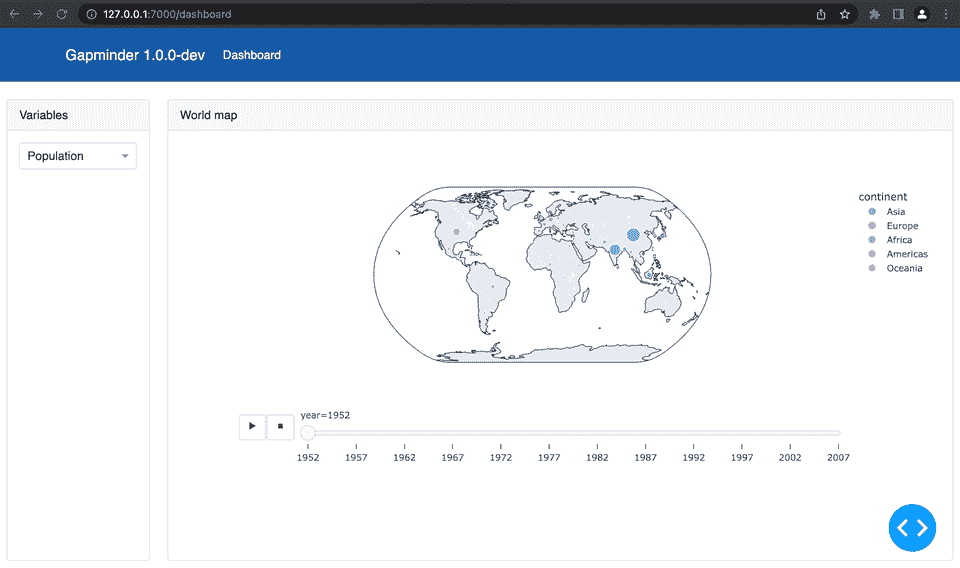 127.0.0.1:7000/dashboard
Gapminder 1.0.0-dev Dashboard
Variables
World map
Population
continent
Asia
Europe
Africa
Americas
Oceania
year=1952
1952 1957 1962 1967 1972 1977 1982 1987 1992 1997 2002 2007